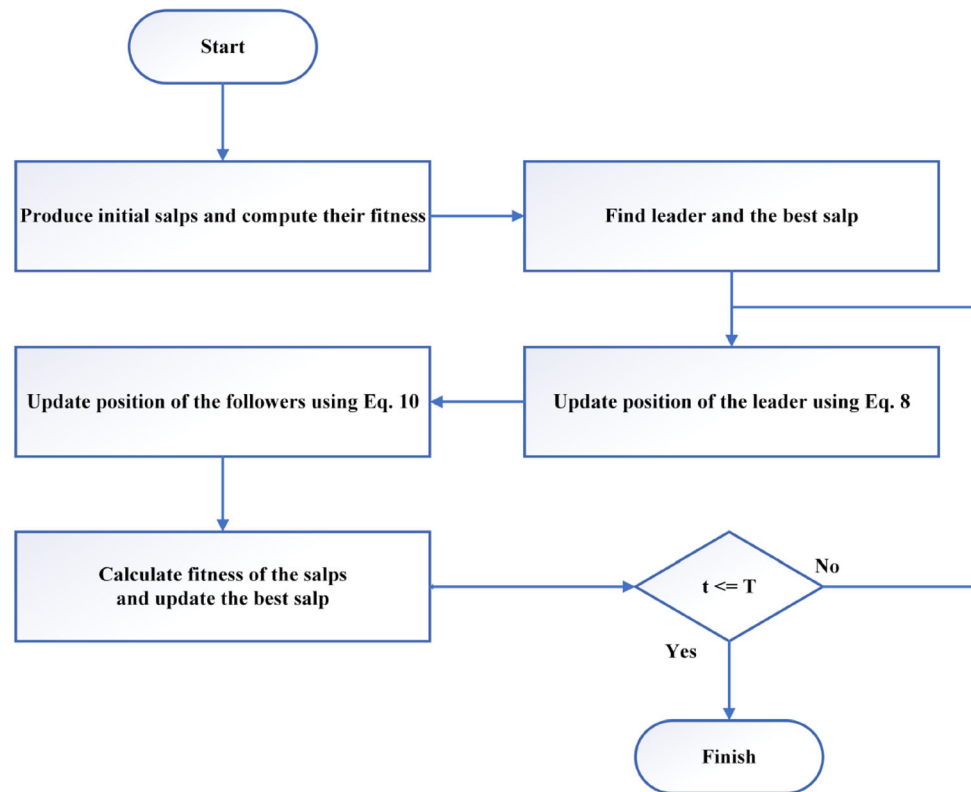 Start
Produce initial salps and compute their fitness
Find leader and the best salp
Update position of the followers using Eq. 10
Update position of the leader using Eq. 8
Calculate fitness of the salps
and update the best salp
t <= T
No
Yes
Finish